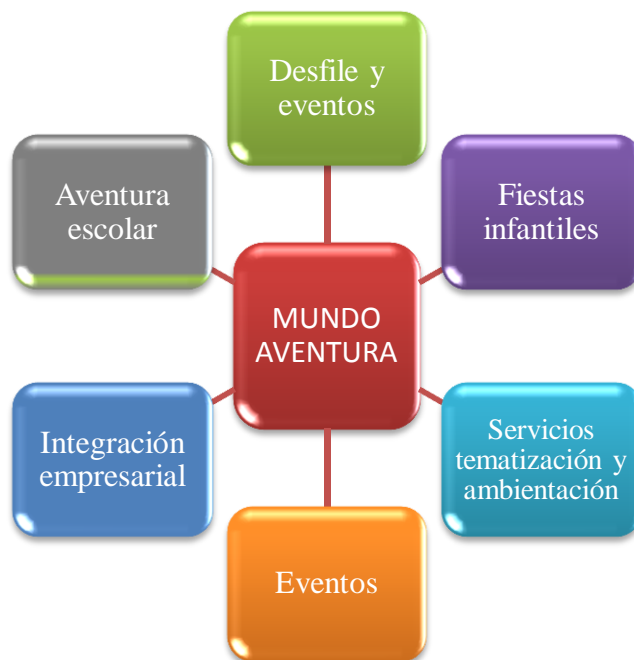 Desfile y
eventos
Aventura
escolar
Fiestas
infantiles
MUNDO
AVENTURA
Integración
empresarial
Servicios
tematización y
ambientación
Eventos